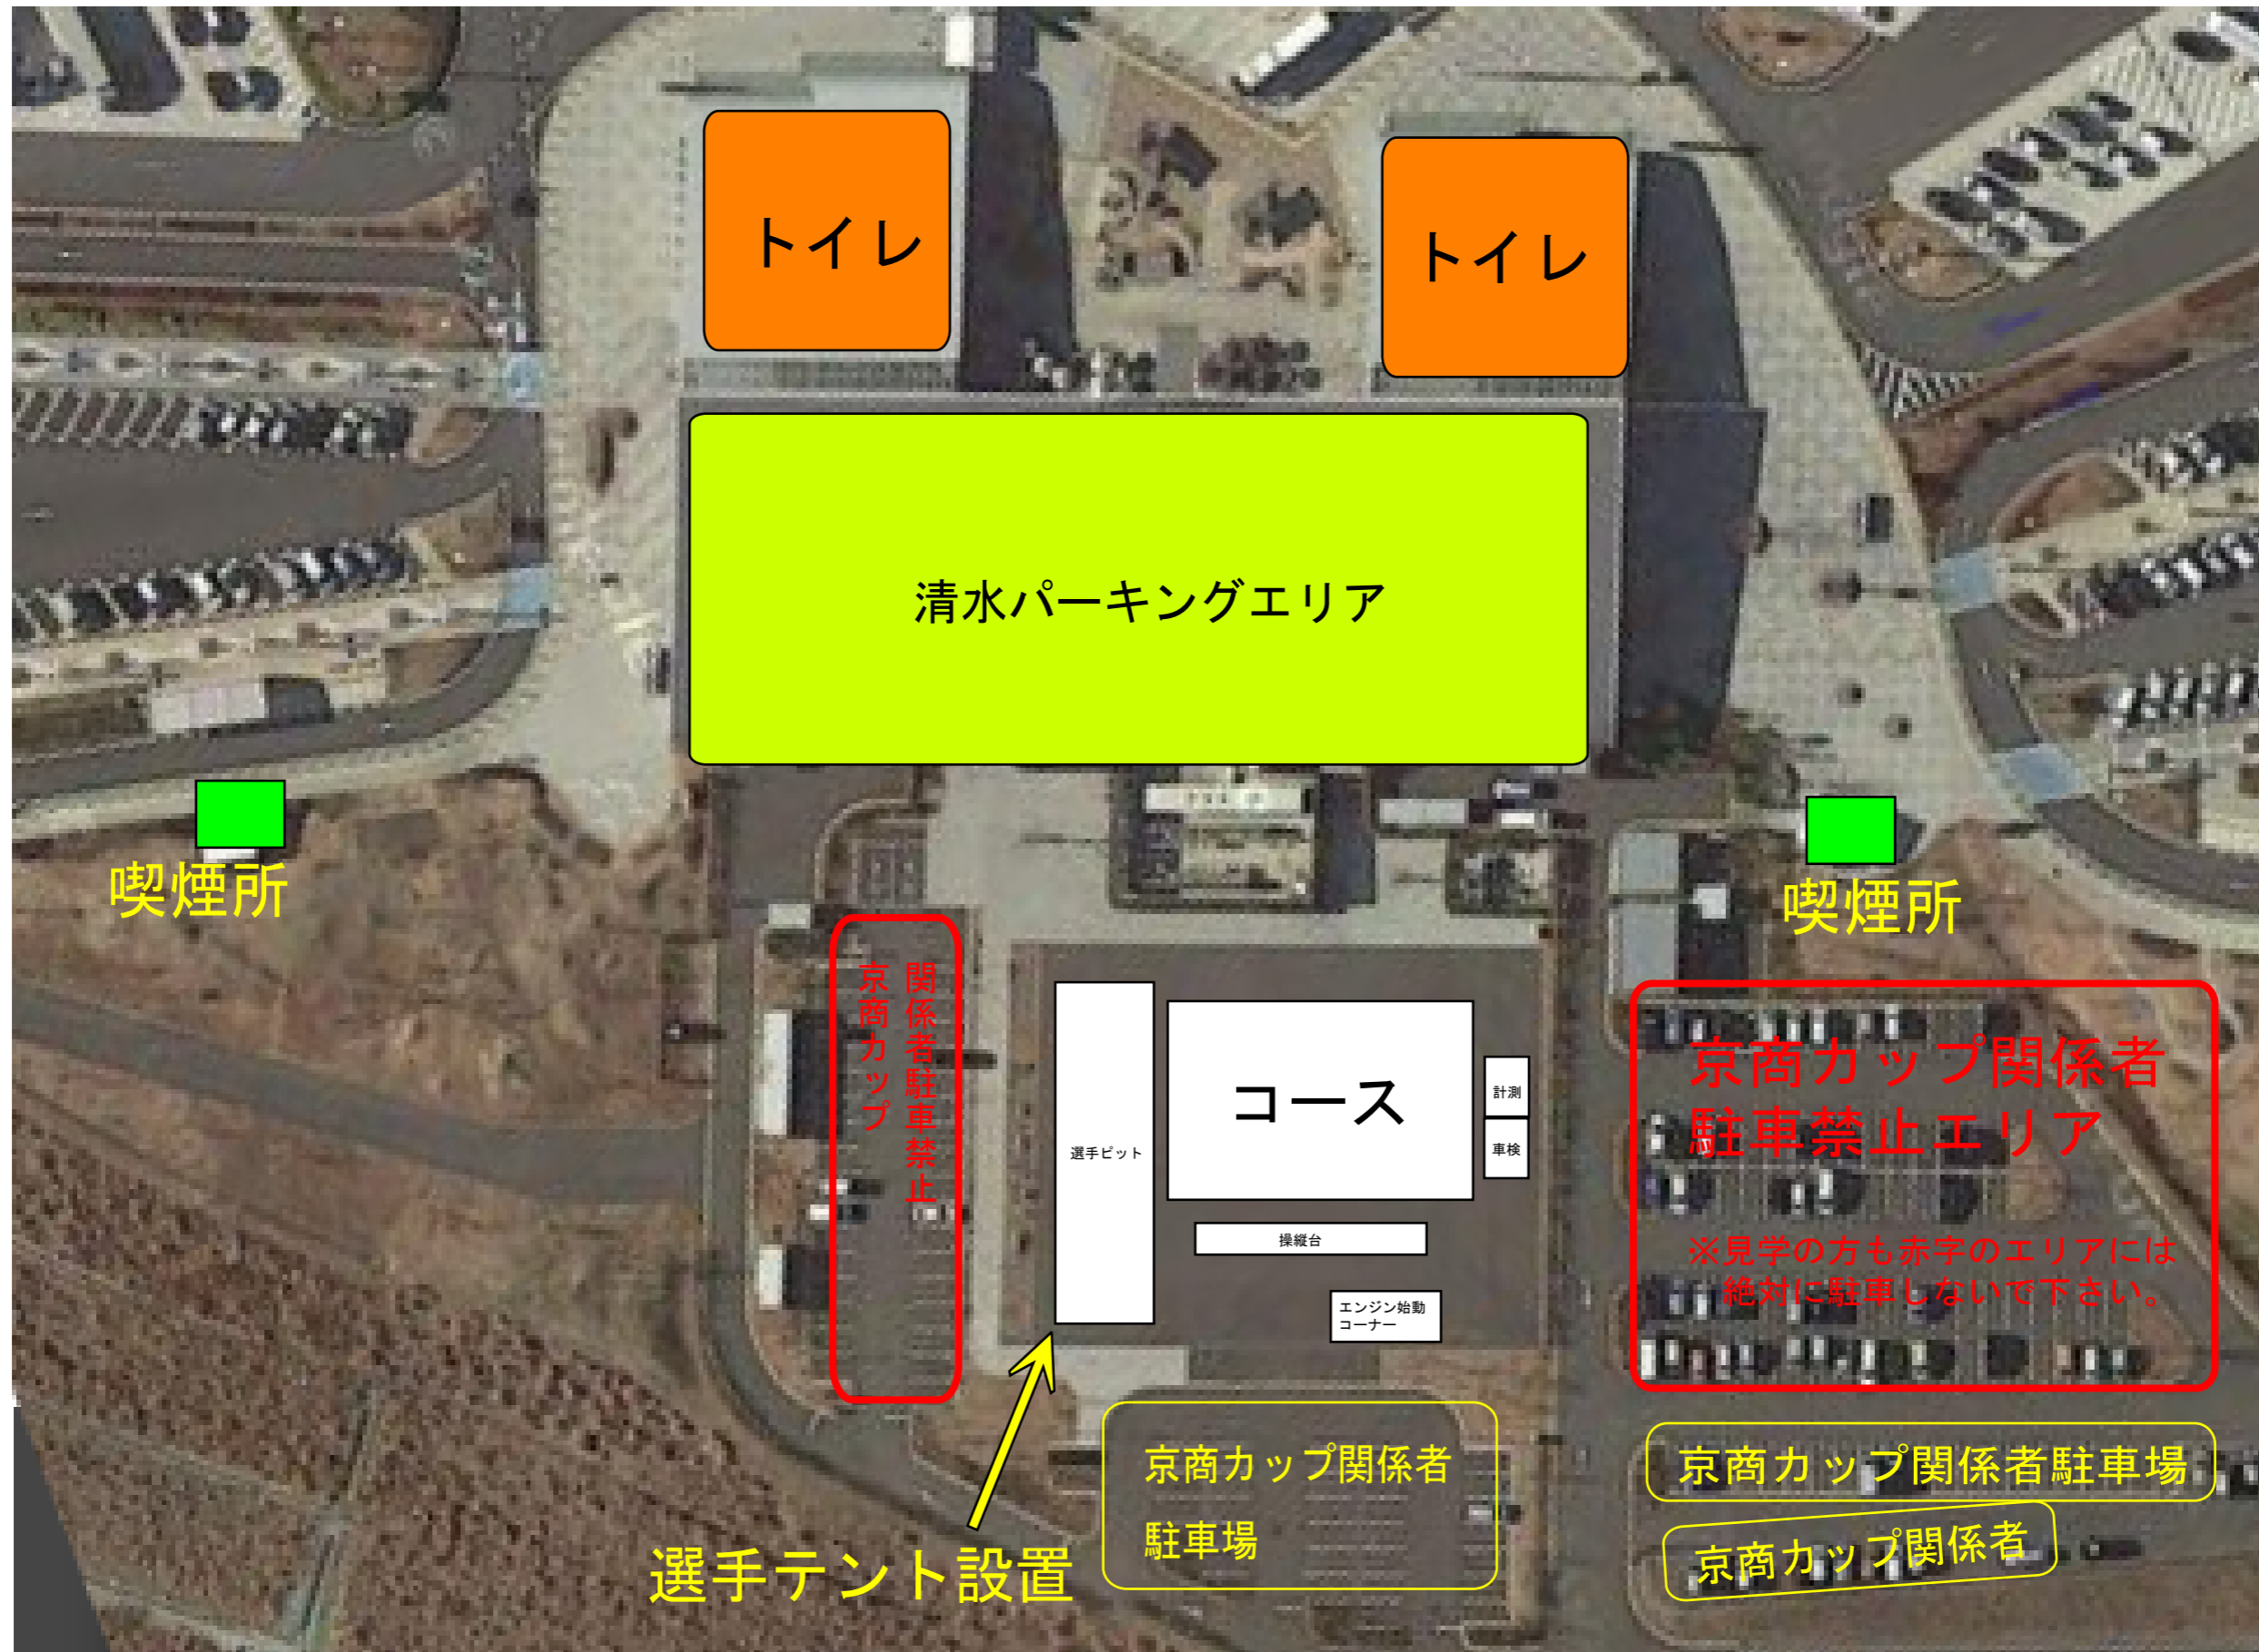 トイレ
トイレ
清水パーキングエリア
喫煙所
喫煙所
関係者駐車禁止
京商カップ
選手ピット
コース
計測
車検
操縦台
エンジン始動
コーナー
京商カップ関係者
駐車禁止エリア
※見学の方も赤字のエリアには
絶対に駐車しないで下さい。
選手テント設置
京商カップ関係者
駐車場
京商カップ関係者駐車場
京商カップ関係者